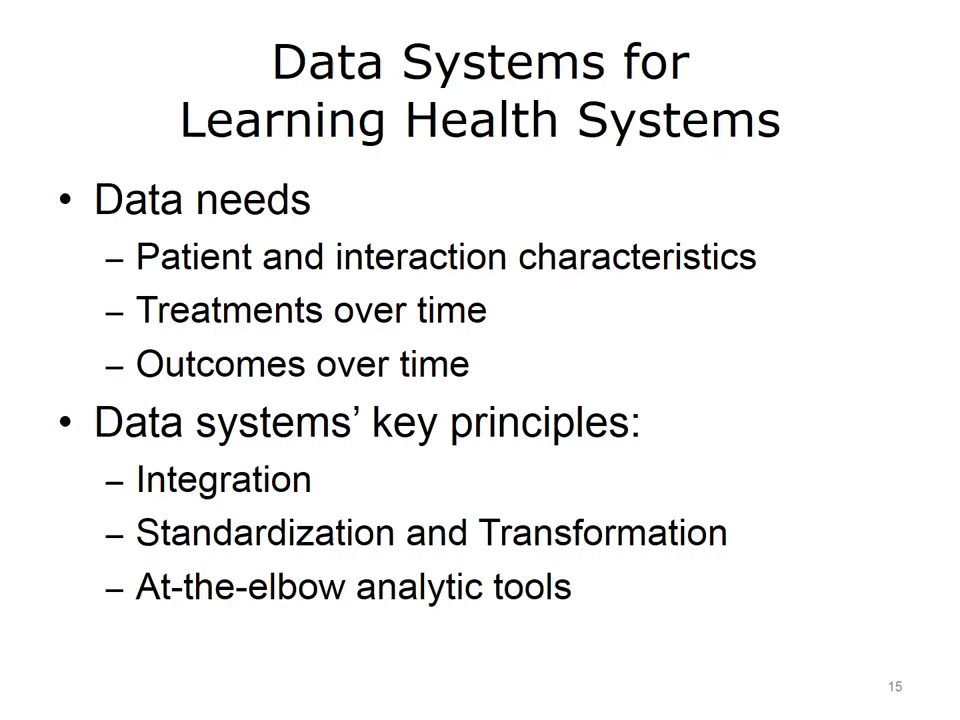 Data Systems for
Learning Health Systems
• Data needs
– Patient and interaction characteristics
– Treatments over time
– Outcomes over time
• Data systems’ key principles:
– Integration
– Standardization and Transformation
– At-the-elbow analytic tools
15